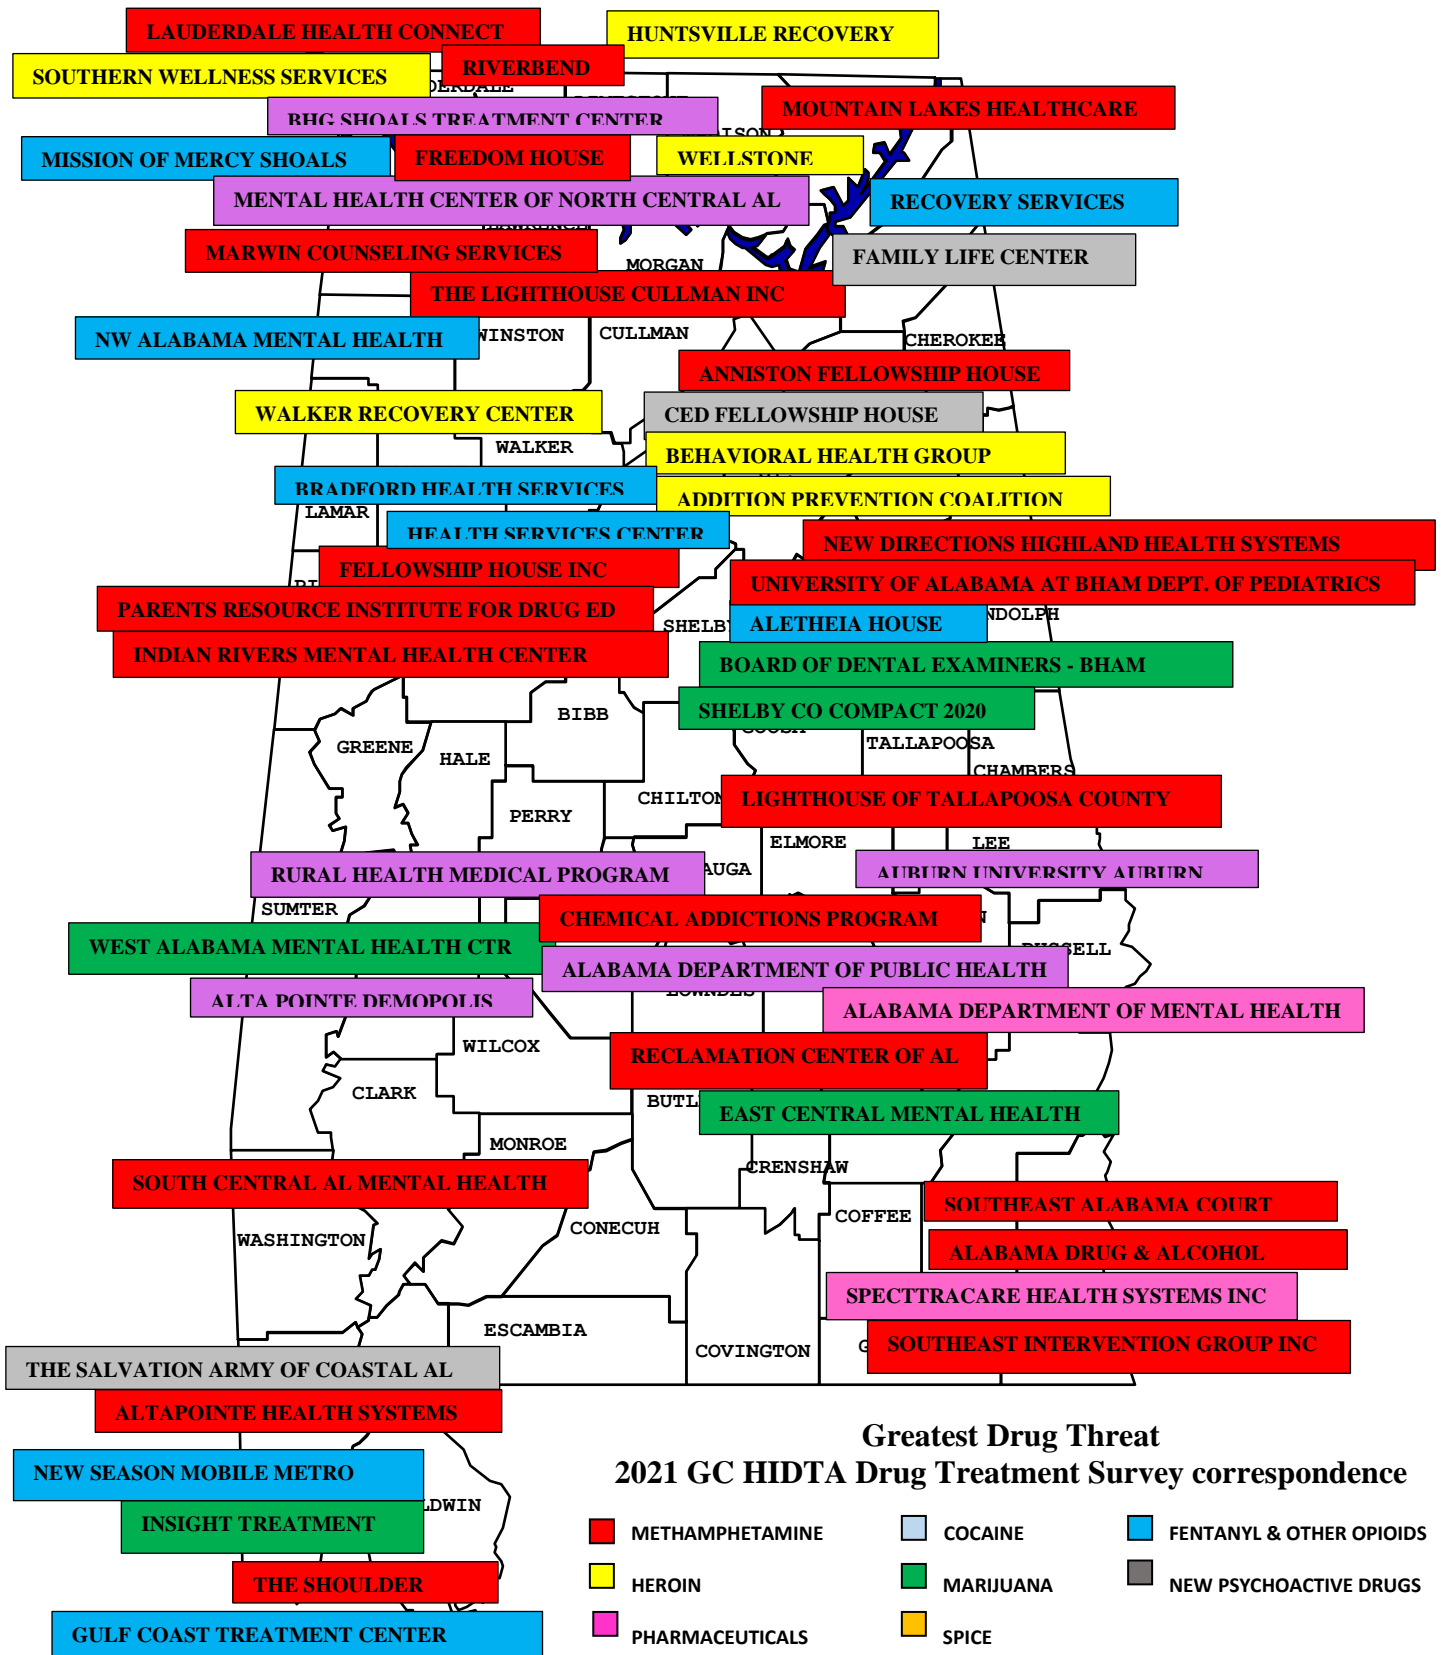 LAUDERDALE HEALTH CONNECT
HUNTSVILLE RECOVERY
SOUTHERN WELLNESS SERVICES
RIVERBEND
MOUNTAIN LAKES HEALTHCARE
BHG SHOALS TREATMENT CENTER
MISSION OF MERCY SHOALS
FREEDOM HOUSE
WELLSTONE
MENTAL HEALTH CENTER OF NORTH CENTRAL AL
RECOVERY SERVICES
MARWIN COUNSELING SERVICES
MORGAN
FAMILY LIFE CENTER
THE LIGHTHOUSE CULLMAN INC
NW ALABAMA MENTAL HEALTH
WINSTON
CULLMAN
CHEROKEE
ANNISTON FELLOWSHIP HOUSE
WALKER RECOVERY CENTER
CED FELLOWSHIP HOUSE
WALKER
BEHAVIORAL HEALTH GROUP
BRADFORD HEALTH SERVICES
ADDITION PREVENTION COALITION
LAMAR
HEALTH SERVICES CENTER
NEW DIRECTIONS HIGHLAND HEALTH SYSTEMS
FELLOWSHIP HOUSE INC
UNIVERSITY OF ALABAMA AT BHAM DEPT. OF PEDIATRICS
PARENTS RESOURCE INSTITUTE FOR DRUG ED
SHELBY
ALETHEIA HOUSE
NDOLPH
INDIAN RIVERS MENTAL HEALTH CENTER
BOARD OF DENTAL EXAMINERS - BHAM
BIBB
SHELBY CO COMPACT 2020
GREENE
HALE
TALLAPOOSA
CHAMBERS
PERRY
CHILTON
LIGHTHOUSE OF TALLAPOOSA COUNTY
ELMORE
LEE
RURAL HEALTH MEDICAL PROGRAM
AUGA
AUBURN UNIVERSITY AUBURN
SUMTER
CHEMICAL ADDICTIONS PROGRAM
N
WEST ALABAMA MENTAL HEALTH CTR
RUSSELL
ALABAMA DEPARTMENT OF PUBLIC HEALTH
LOWNDES
ALTA POINTE DEMOPOLIS
ALABAMA DEPARTMENT OF MENTAL HEALTH
WILCOX
RECLAMATION CENTER OF AL
CLARK
BUTL
EAST CENTRAL MENTAL HEALTH
MONROE
CRENSHAW
SOUTH CENTRAL AL MENTAL HEALTH
SOUTHEAST ALABAMA COURT
WASHINGTON
CONECUH
COFFEE
ALABAMA DRUG & ALCOHOL
SPECTTRACARE HEALTH SYSTEMS INC
ESCAMBIA
COVINGTON
G
SOUTHEAST INTERVENTION GROUP INC
THE SALVATION ARMY OF COASTAL AL
ALTAPOINTE HEALTH SYSTEMS
NEW SEASON MOBILE METRO
LDWIN
INSIGHT TREATMENT
THE SHOULDER
GULF COAST TREATMENT CENTER
Greatest Drug Threat
2021 GC HIDTA Drug Treatment Survey correspondence
METHAMPHETAMINE
COCAINE
FENTANYL & OTHER OPIOIDS
HEROIN
MARIJUANA
NEW PSYCHOACTIVE DRUGS
PHARMACEUTICALS
SPICE